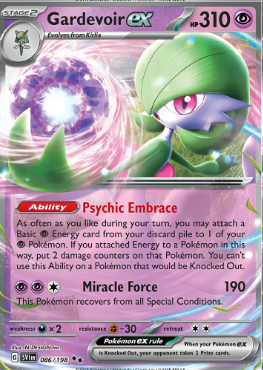 STAGE2 Gardevoir ex HP310
Evolves from Kirlia
Ability Psychic Embrace
As often as you like during your turn, you may attach a
Basic Energy card from your discard pile to 1 of your
Pokémon. If you attached Energy to a Pokémon in this
way, put 2 damage counters on that Pokémon. You can't
use this Ability on a Pokémon that would be Knocked Out.
Miracle Force 190
This Pokémon recovers from all Special Conditions.
weakness ×2 resistance -30 retreat
Pokémon ex rule
When your Pokémon ex
is Knocked Out, your opponent takes 2 Prize cards.
SVI EN 086/198